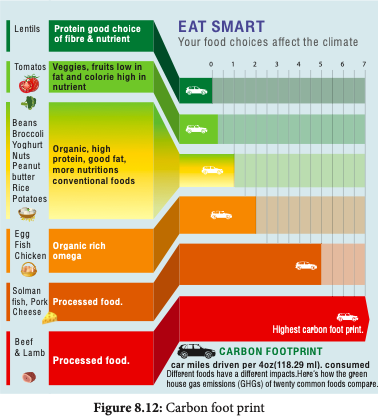 EAT SMART
Your food choices affect the climate
0 1 2 3 4 5 6 7
Lentils
Protein good choice
of fibre & nutrient
Tomatos
Veggies, fruits low in
fat and calorie high in
nutrient
Beans
Broccoli
Yoghurt
Nuts
Peanut
butter
Rice
Potatoes
Organic, high
protein, good fat,
more nutritions
conventional foods
Egg
Fish
Chicken
Organic rich
omega
Solman
fish, Pork
Cheese
Processed food.
Beef
& Lamb
Processed food.
Highest carbon foot print.
CARBON FOOTPRINT
car miles driven per 4oz(118.29 ml). consumed
Different foods have a different impacts.Here's how the green
house gas emissions (GHGs) of twenty common foods compare.
Figure 8.12: Carbon foot print